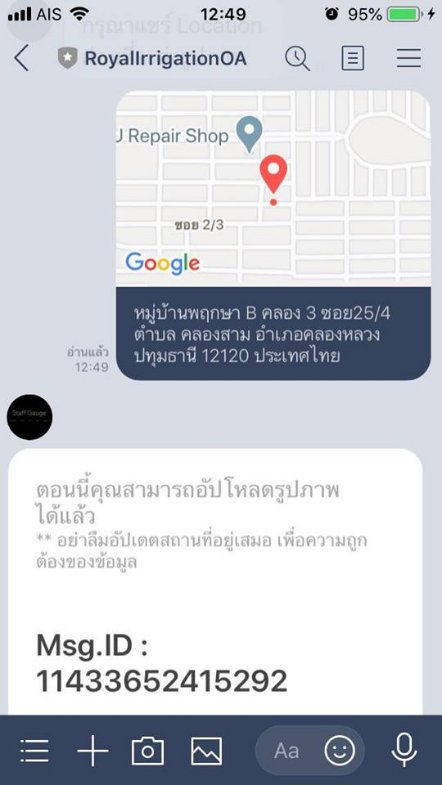 AIS 12:49 95%
กรุณาแชร์ Location
RoyalIrrigationOA
J Repair Shop
ซอย 2/3
Google
หมู่บ้านพฤกษา B คลอง 3 ซอย25/4
ตำบล คลองสาม อำเภอคลองหลวง
ปทุมธานี 12120 ประเทศไทย
อ่านแล้ว
12:49
Staff Gauge
ตอนนี้คุณสามารถอัปโหลดรูปภาพ
ได้แล้ว
** อย่าลืมอัปเดตสถานที่อยู่เสมอ เพื่อความถูก
ต้องของข้อมูล
Msg.ID :
11433652415292
Aa